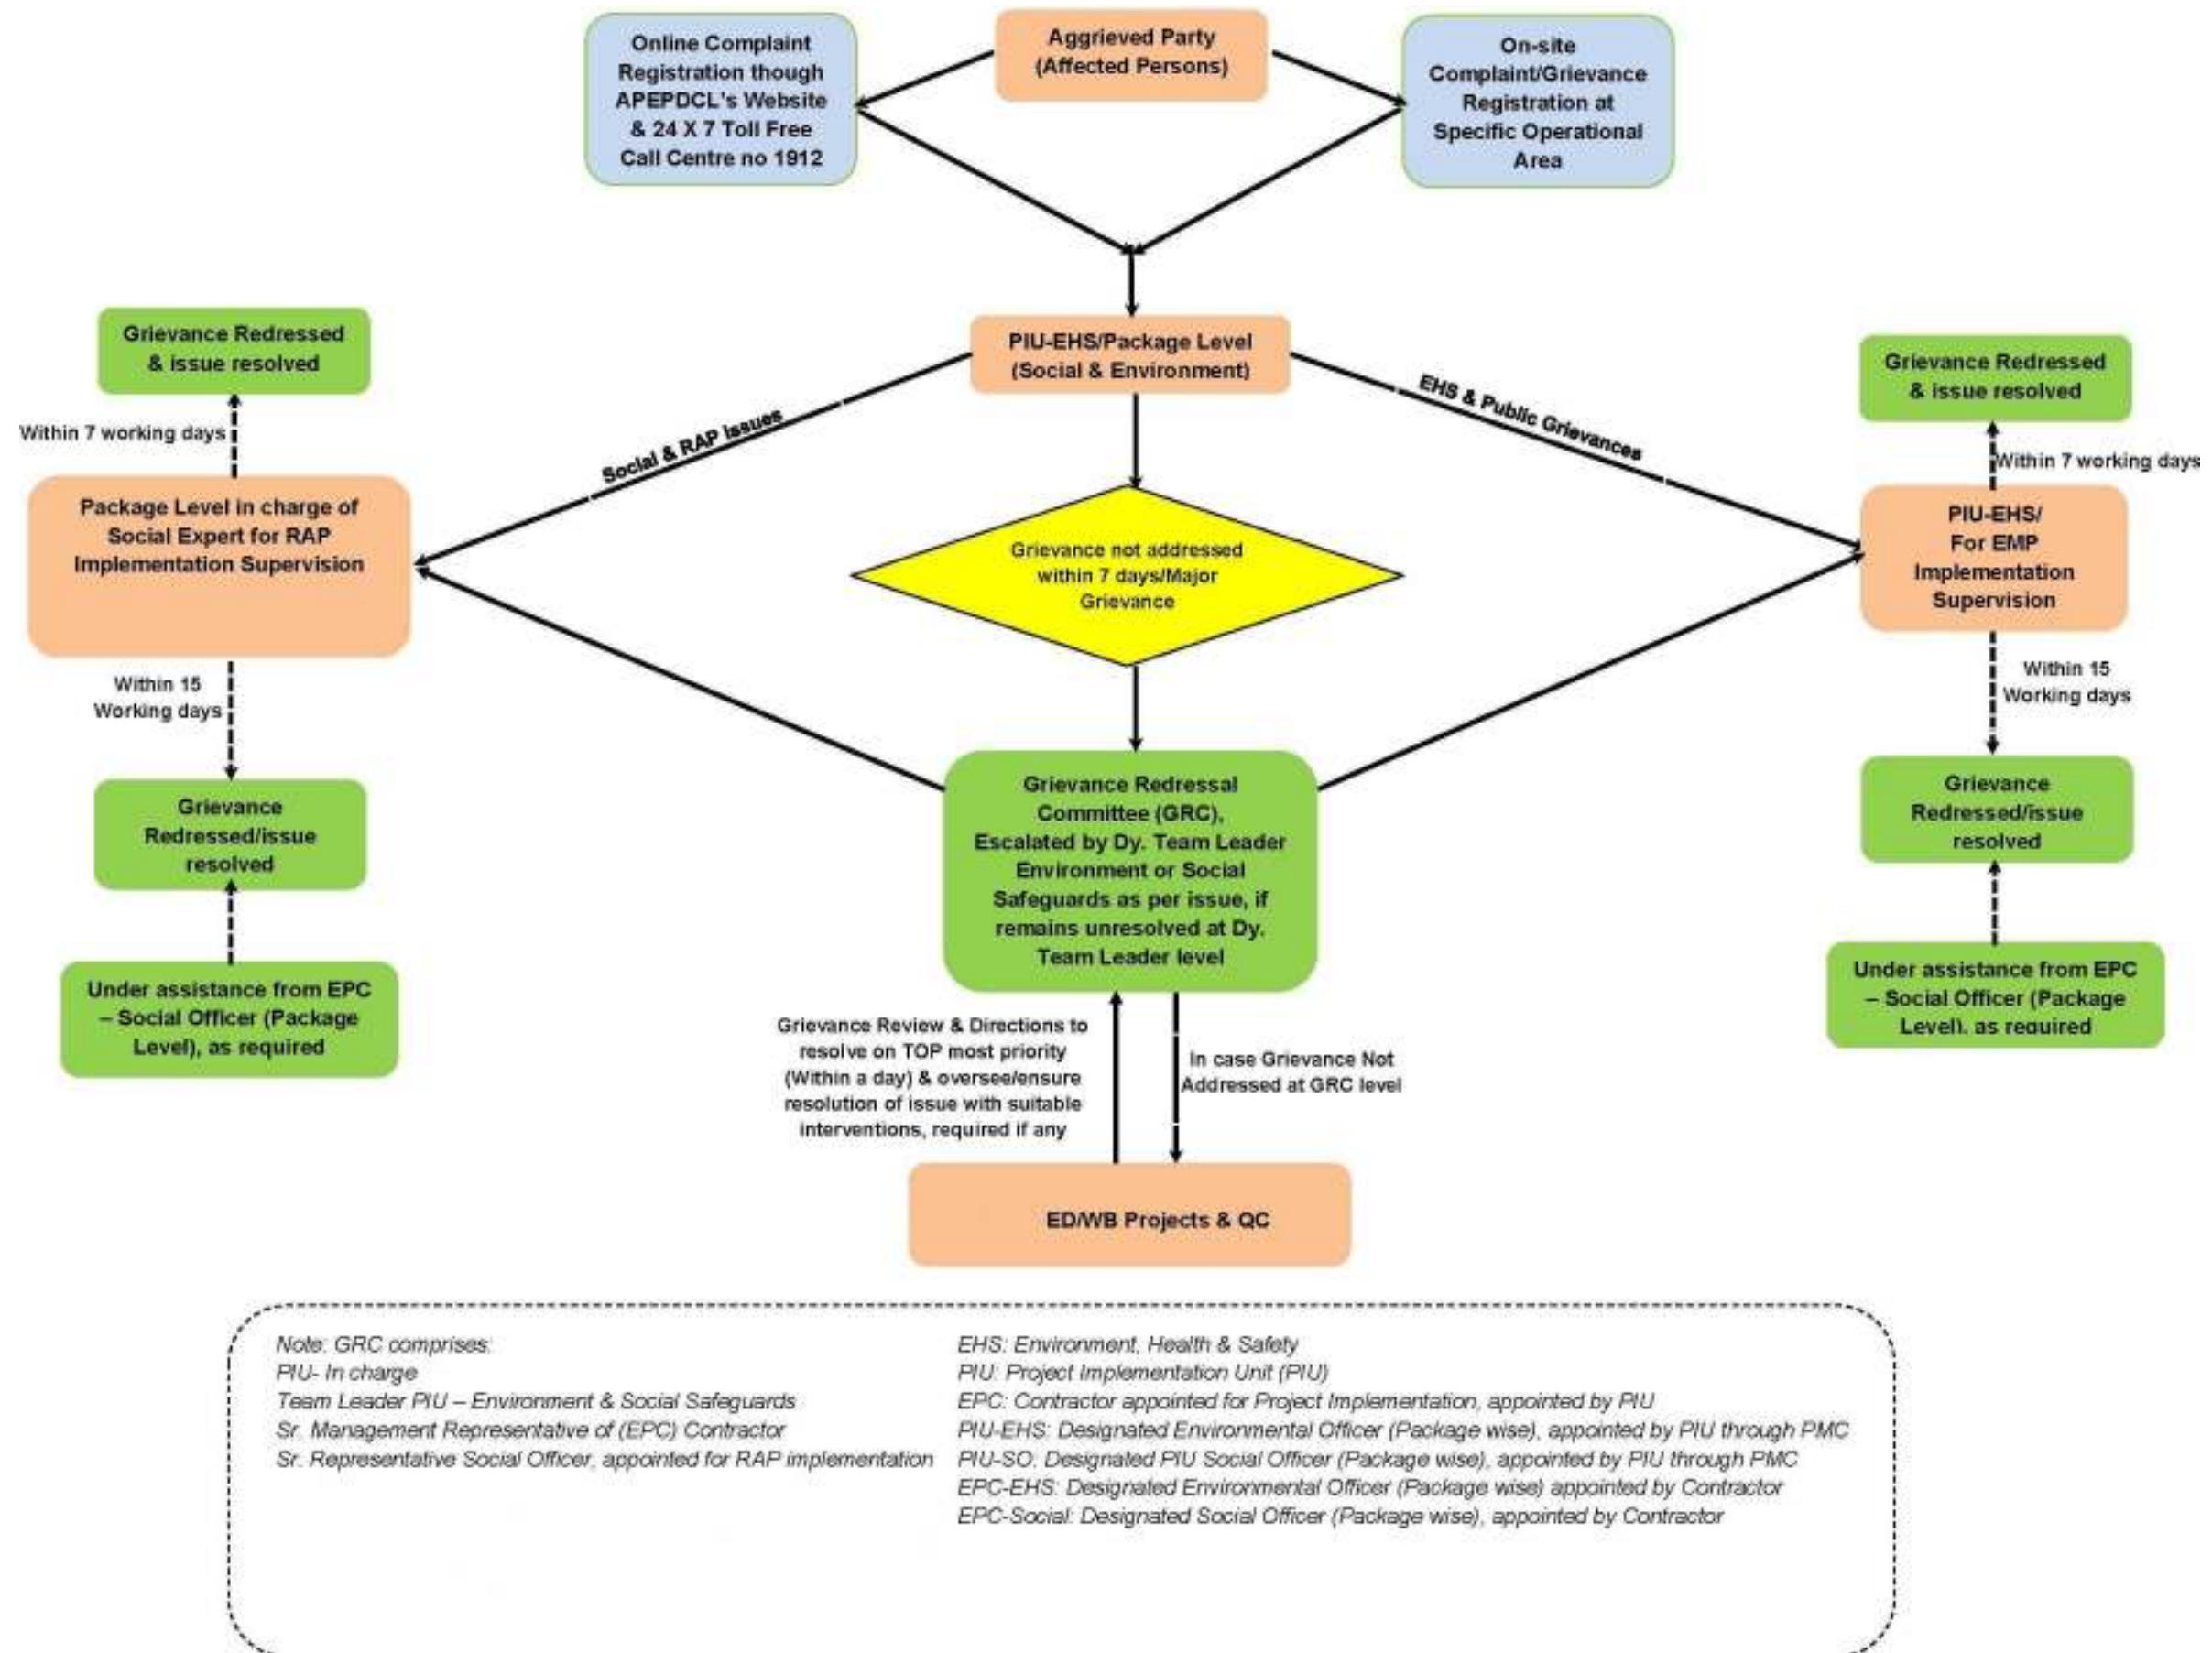 Online Complaint
Registration though
APEPDCL's Website
& 24 X 7 Toll Free
Call Centre no 1912
Aggrieved Party
(Affected Persons)
On-site
Complaint/Grievance
Registration at
Specific Operational
Area
PIU-EHS/Package Level
(Social & Environment)
Grievance Redressed
& issue resolved
Within 7 working days
Social & RAP Issues
EHS & Public Grievances
Grievance Redressed
& issue resolved
Within 7 working days
Package Level in charge of
Social Expert for RAP
Implementation Supervision
Grievance not addressed
within 7 days/Major
Grievance
PIU-EHS/
For EMP
Implementation
Supervision
Within 15
Working days
Within 15
Working days
Grievance
Redressed/issue
resolved
Grievance Redressal
Committee (GRC),
Escalated by Dy. Team Leader
Environment or Social
Safeguards as per issue, if
remains unresolved at Dy.
Team Leader level
Grievance
Redressed/issue
resolved
Under assistance from EPC
– Social Officer (Package
Level), as required
Under assistance from EPC
– Social Officer (Package
Level), as required
Grievance Review & Directions to
resolve on TOP most priority
(Within a day) & oversee/ensure
resolution of issue with suitable
interventions, required if any
In case Grievance Not
Addressed at GRC level
ED/WB Projects & QC
Note: GRC comprises:
PIU- In charge
Team Leader PIU – Environment & Social Safeguards
Sr. Management Representative of (EPC) Contractor
Sr. Representative Social Officer, appointed for RAP implementation
EHS: Environment, Health & Safety
PIU: Project Implementation Unit (PIU)
EPC: Contractor appointed for Project Implementation, appointed by PIU
PIU-EHS: Designated Environmental Officer (Package wise), appointed by PIU through PMC
PIU-SO: Designated PIU Social Officer (Package wise), appointed by PIU through PMC
EPC-EHS: Designated Environmental Officer (Package wise) appointed by Contractor
EPC-Social: Designated Social Officer (Package wise), appointed by Contractor